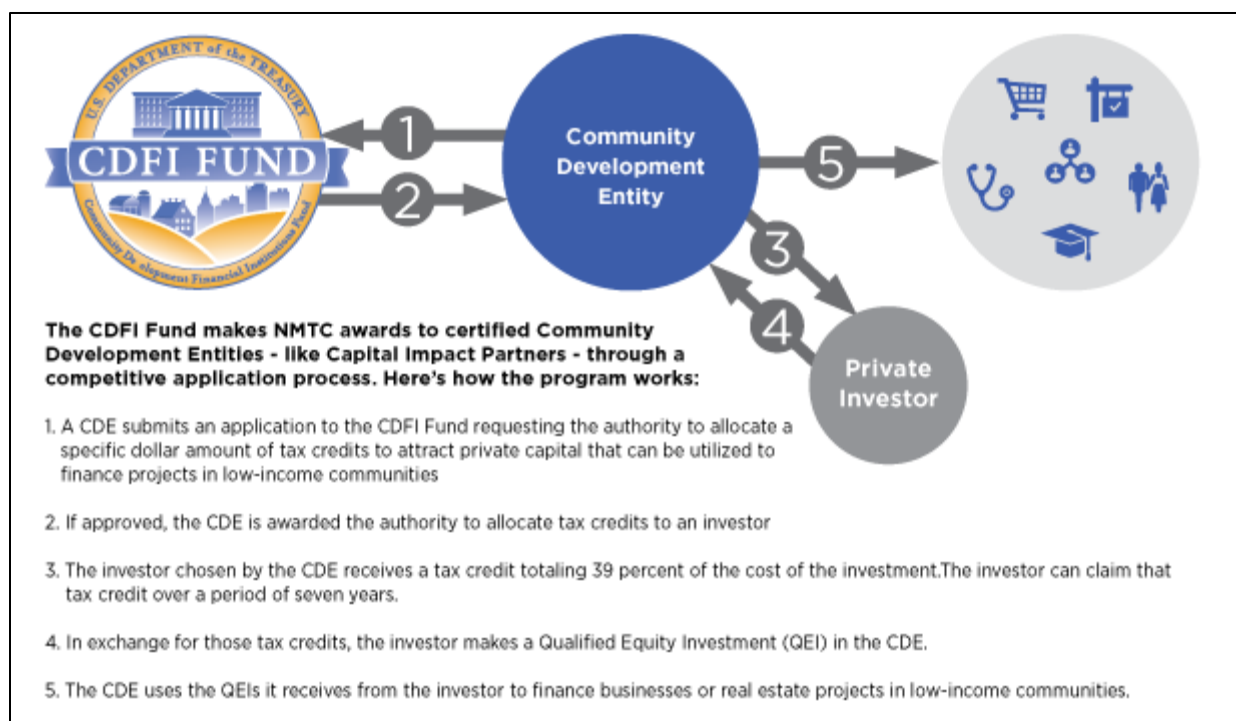 U.S. DEPARTMENT of the TREASURY
CDFI FUND
Community De elopment Financial Institutions Fund
1
2
Community
Development
Entity
5
3
4
Private
Investor
The CDFI Fund makes NMTC awards to certified Community
Development Entities - like Capital Impact Partners - through a
competitive application process. Here's how the program works:
1. A CDE submits an application to the CDFI Fund requesting the authority to allocate a
specific dollar amount of tax credits to attract private capital that can be utilized to
finance projects in low-income communities
2. If approved, the CDE is awarded the authority to allocate tax credits to an investor
3. The investor chosen by the CDE receives a tax credit totaling 39 percent of the cost of the investment.The investor can claim that
tax credit over a period of seven years.
4. In exchange for those tax credits, the investor makes a Qualified Equity Investment (QEI) in the CDE.
5. The CDE uses the QEIs it receives from the investor to finance businesses or real estate projects in low-income communities.